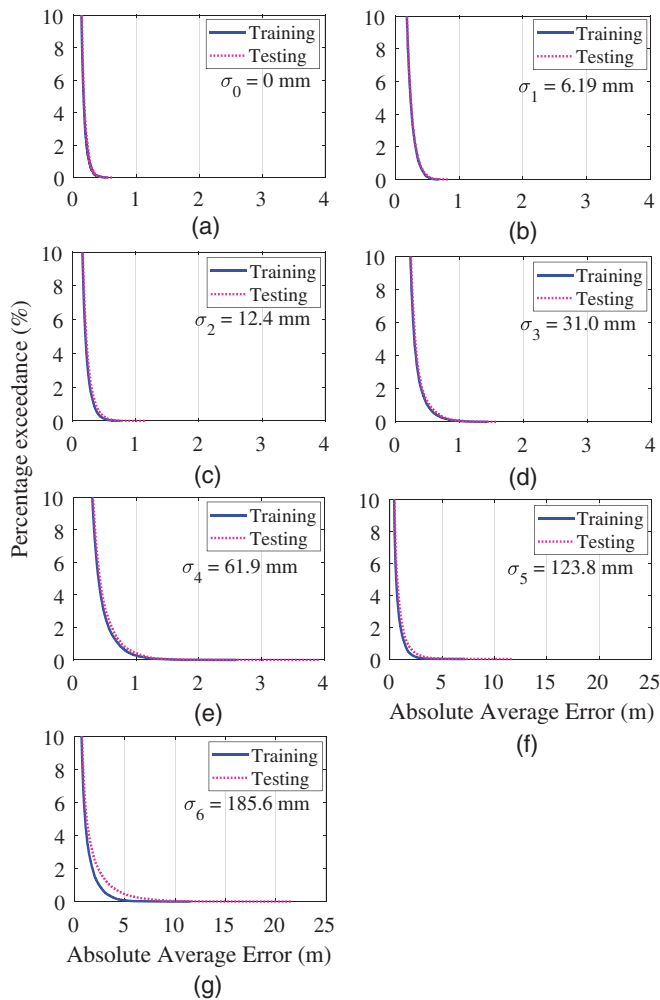 10
8
6
4
2
0
Training
Testing
σ0 = 0 mm
0 1 2 3 4
(a)
10
8
6
4
2
0
Training
Testing
σ1 = 6.19 mm
0 1 2 3 4
(b)
Percentage exceedance (%)
10
8
6
4
2
0
Training
Testing
σ2 = 12.4 mm
0 1 2 3 4
(c)
10
8
6
4
2
0
Training
Testing
σ3 = 31.0 mm
0 1 2 3 4
(d)
10
8
6
4
2
0
Training
Testing
σ4 = 61.9 mm
0 1 2 3 4
(e)
10
8
6
4
2
0
Training
Testing
σ5 = 123.8 mm
0 5 10 15 20 25
Absolute Average Error (m)
(f)
10
8
6
4
2
0
Training
Testing
σ6 = 185.6 mm
0 5 10 15 20 25
Absolute Average Error (m)
(g)